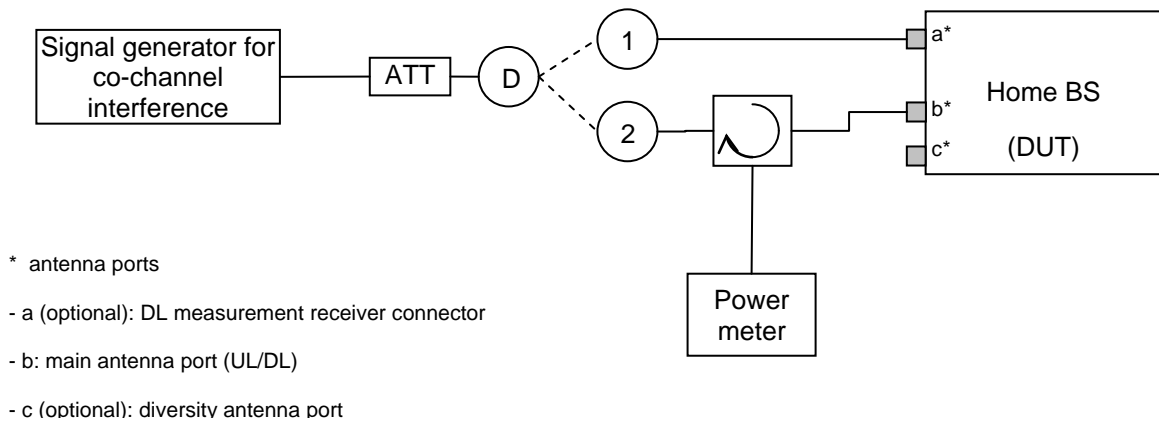 Signal generator for
co-channel
interference
ATT
D
1
2
a*
b*
c*
Home BS
(DUT)
Power
meter
* antenna ports
- a (optional): DL measurement receiver connector
- b: main antenna port (UL/DL)
- c (optional): diversity antenna port